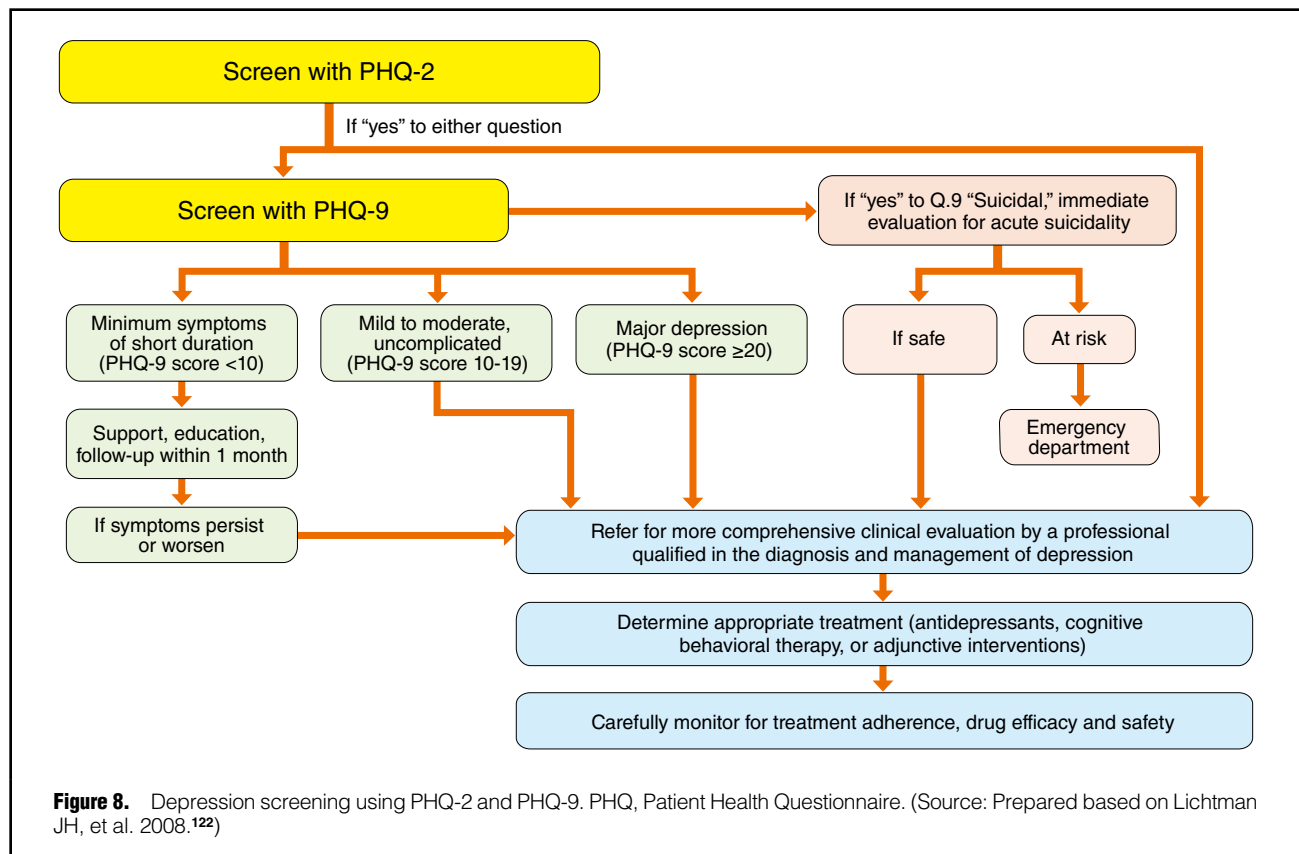 Screen with PHQ-2
If “yes” to either question
Screen with PHQ-9
If “yes” to Q.9 “Suicidal,” immediate
evaluation for acute suicidality
Minimum symptoms
of short duration
(PHQ-9 score <10)
Mild to moderate,
uncomplicated
(PHQ-9 score 10-19)
Major depression
(PHQ-9 score ≥20)
If safe
At risk
Support, education,
follow-up within 1 month
Emergency
department
If symptoms persist
or worsen
Refer for more comprehensive clinical evaluation by a professional
qualified in the diagnosis and management of depression
Determine appropriate treatment (antidepressants, cognitive
behavioral therapy, or adjunctive interventions)
Carefully monitor for treatment adherence, drug efficacy and safety
Figure 8. Depression screening using PHQ-2 and PHQ-9. PHQ, Patient Health Questionnaire. (Source: Prepared based on Lichtman
JH, et al. 2008.122)